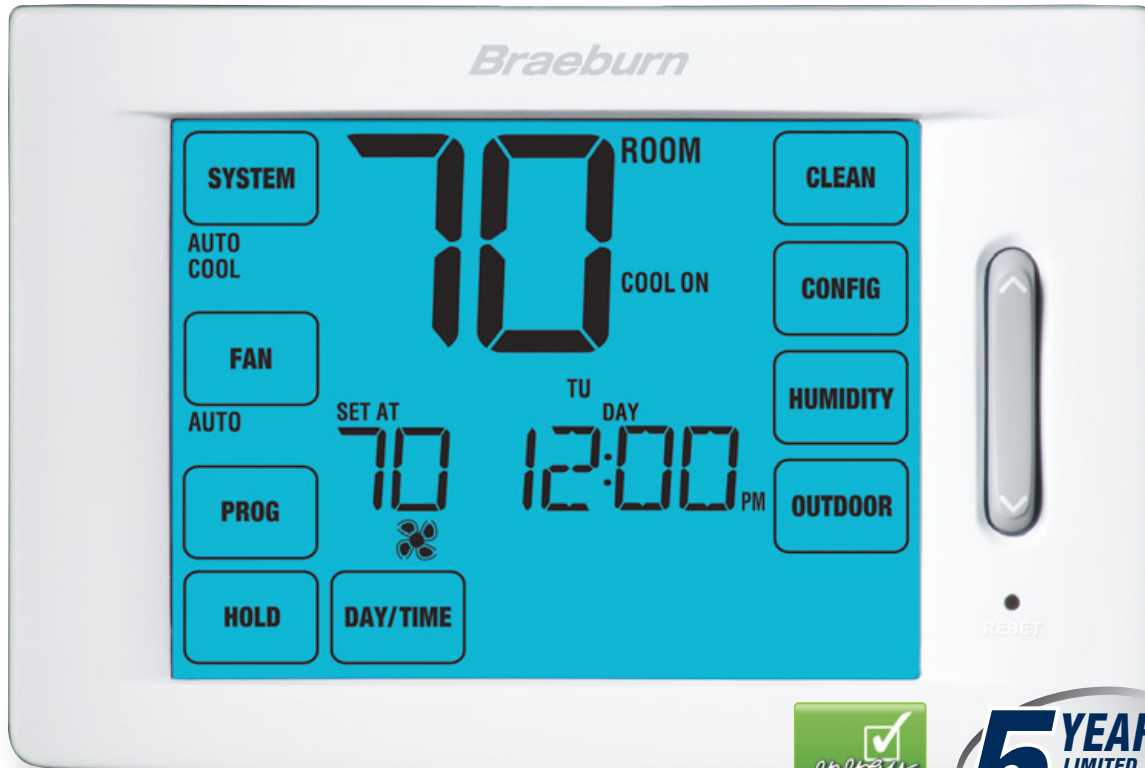 Braeburn
SYSTEM
AUTO
COOL
FAN
AUTO
PROG
HOLD
DAY/TIME
70 ROOM
COOL ON
SET AT
70
TU
DAY
12:00 PM
CLEAN
CONFIG
HUMIDITY
OUTDOOR
RESET
5 YEAR
LIMITED